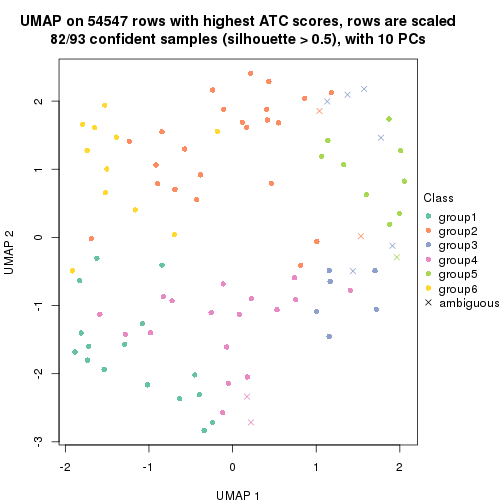 UMAP on 54547 rows with highest ATC scores, rows are scaled
82/93 confident samples (silhouette > 0.5), with 10 PCs
2
1
0
-1
-2
-3
UMAP 2
-2
-1
0
1
2
UMAP 1
Class
group1
group2
group3
group4
group5
group6
ambiguous